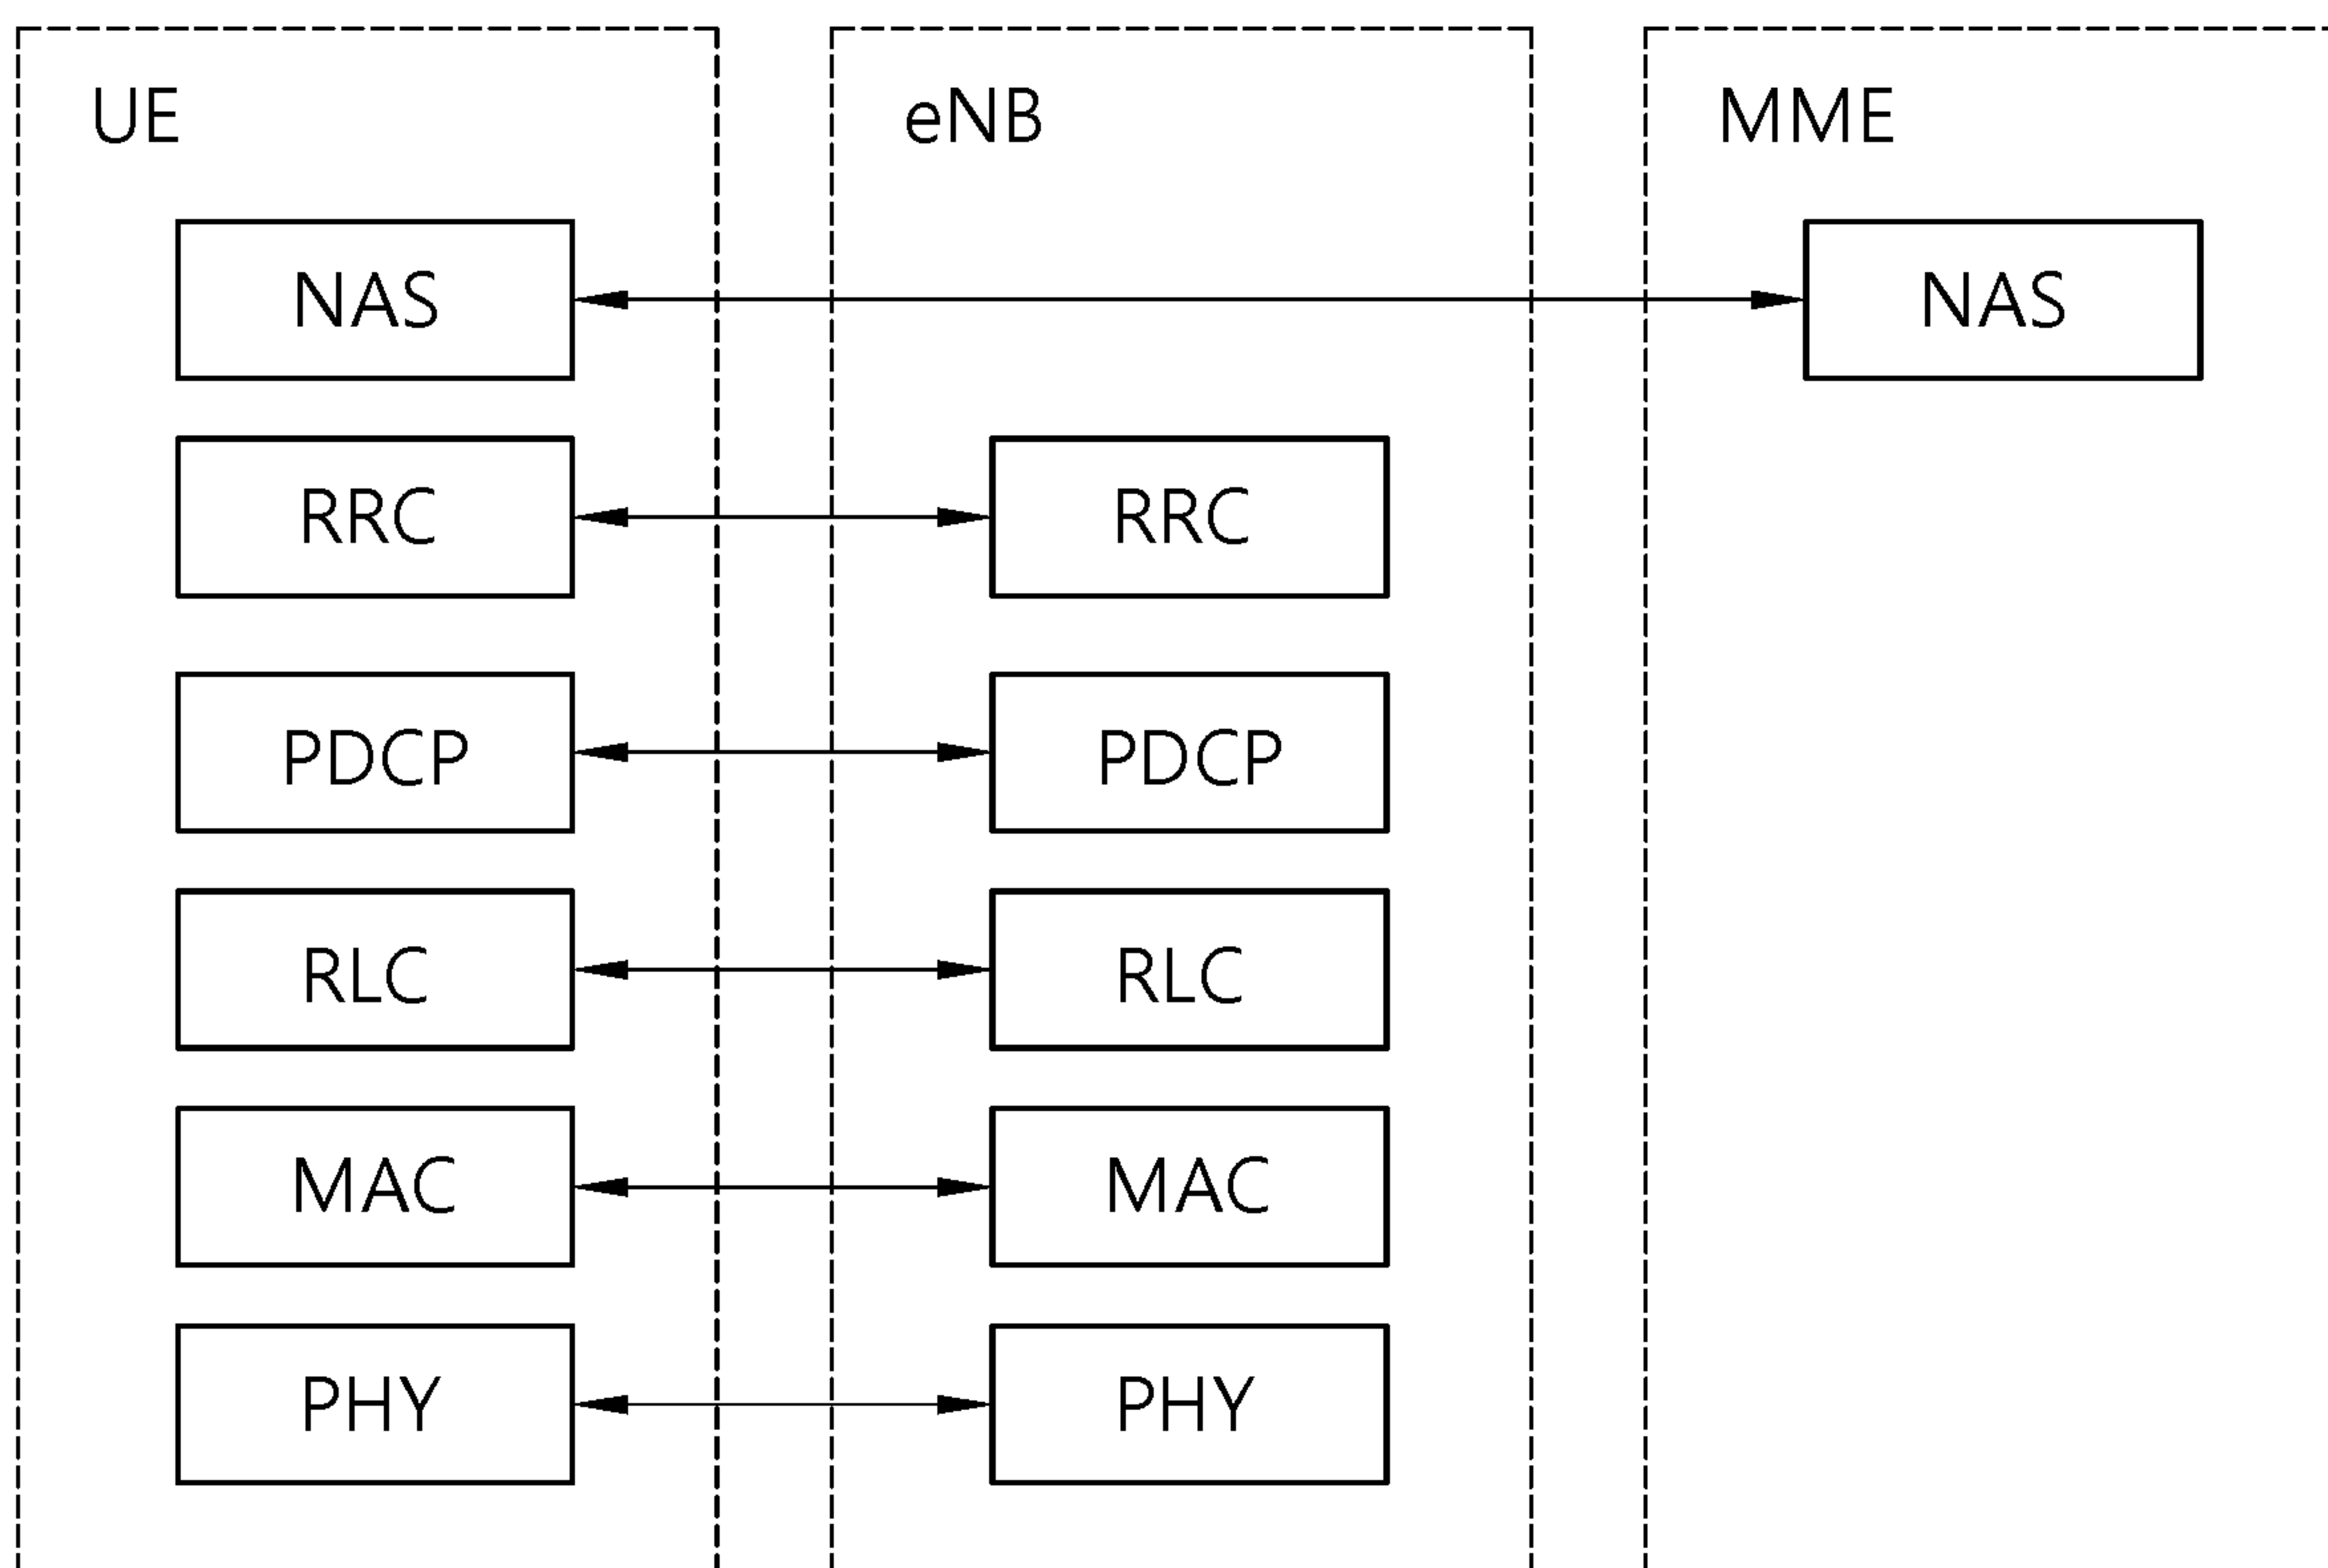 UE
eNB
MME
NAS
NAS
RRC
RRC
PDCP
PDCP
RLC
RLC
MAC
MAC
PHY
PHY